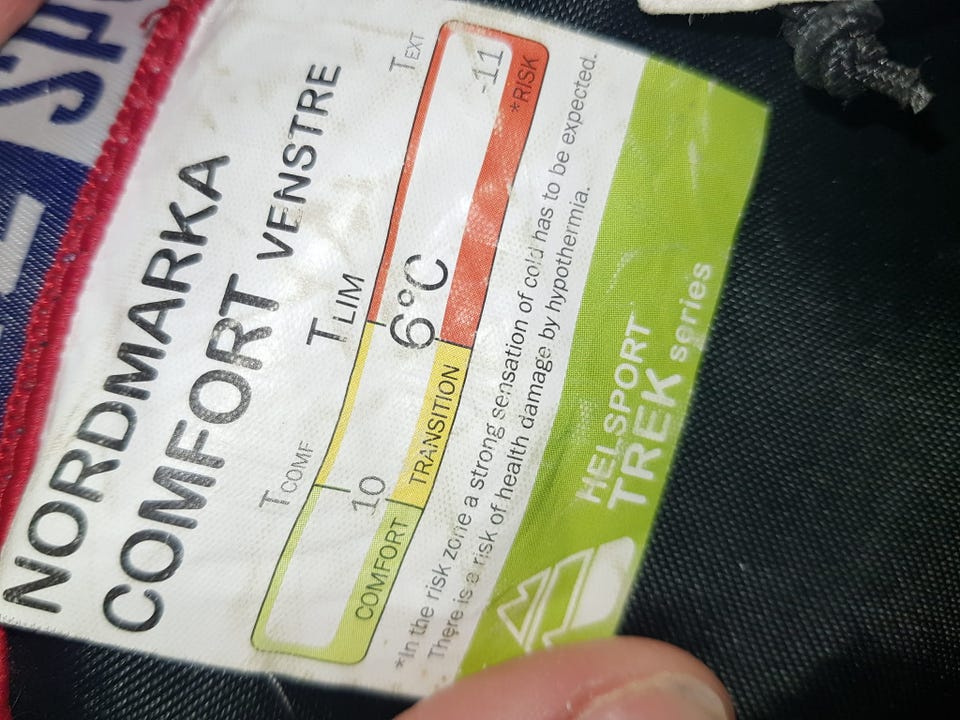 NORDMARKA
COMFORT VENSTRE
TCOMF TLIM TEXT
10 6°C -11
COMFORT TRANSITION *RISK
*In the risk zone a strong sensation of cold has to be expected.
There is a risk of health damage by hypothermia.
HELSPORT
TREK series